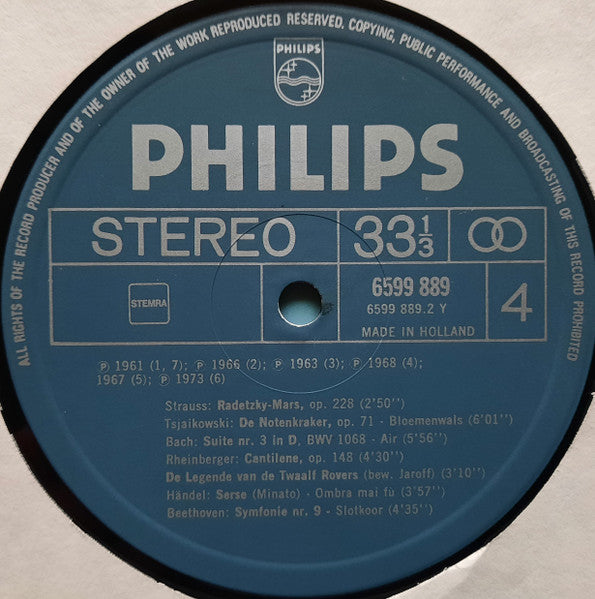 ALL RIGHTS OF THE RECORD PRODUCER AND OF THE OWNER OF THE WORK REPRODUCED RESERVED. COPYING, PUBLIC PERFORMANCE AND BROADCASTING OF THIS RECORD PROHIBITED
PHILIPS
PHILIPS
STEREO 33⅓
STEMRA
6599 889
6599 889.2 Y
MADE IN HOLLAND
4
℗ 1961 (1, 7); ℗ 1966 (2); ℗ 1963 (3); ℗ 1968 (4);
1967 (5); ℗ 1973 (6)
Strauss: Radetzky-Mars, op. 228 (2'50'')
Tsjaikowski: De Notenkraker, op. 71 - Bloemenwals (6'01'')
Bach: Suite nr. 3 in D, BWV 1068 - Air (5'56'')
Rheinberger: Cantilene, op. 148 (4'30'')
De Legende van de Twaalf Rovers (bew. Jaroff) (3'10'')
Händel: Serse (Minato) - Ombra mai fù (3'57'')
Beethoven: Symfonie nr. 9 - Slotkoor (4'35'')